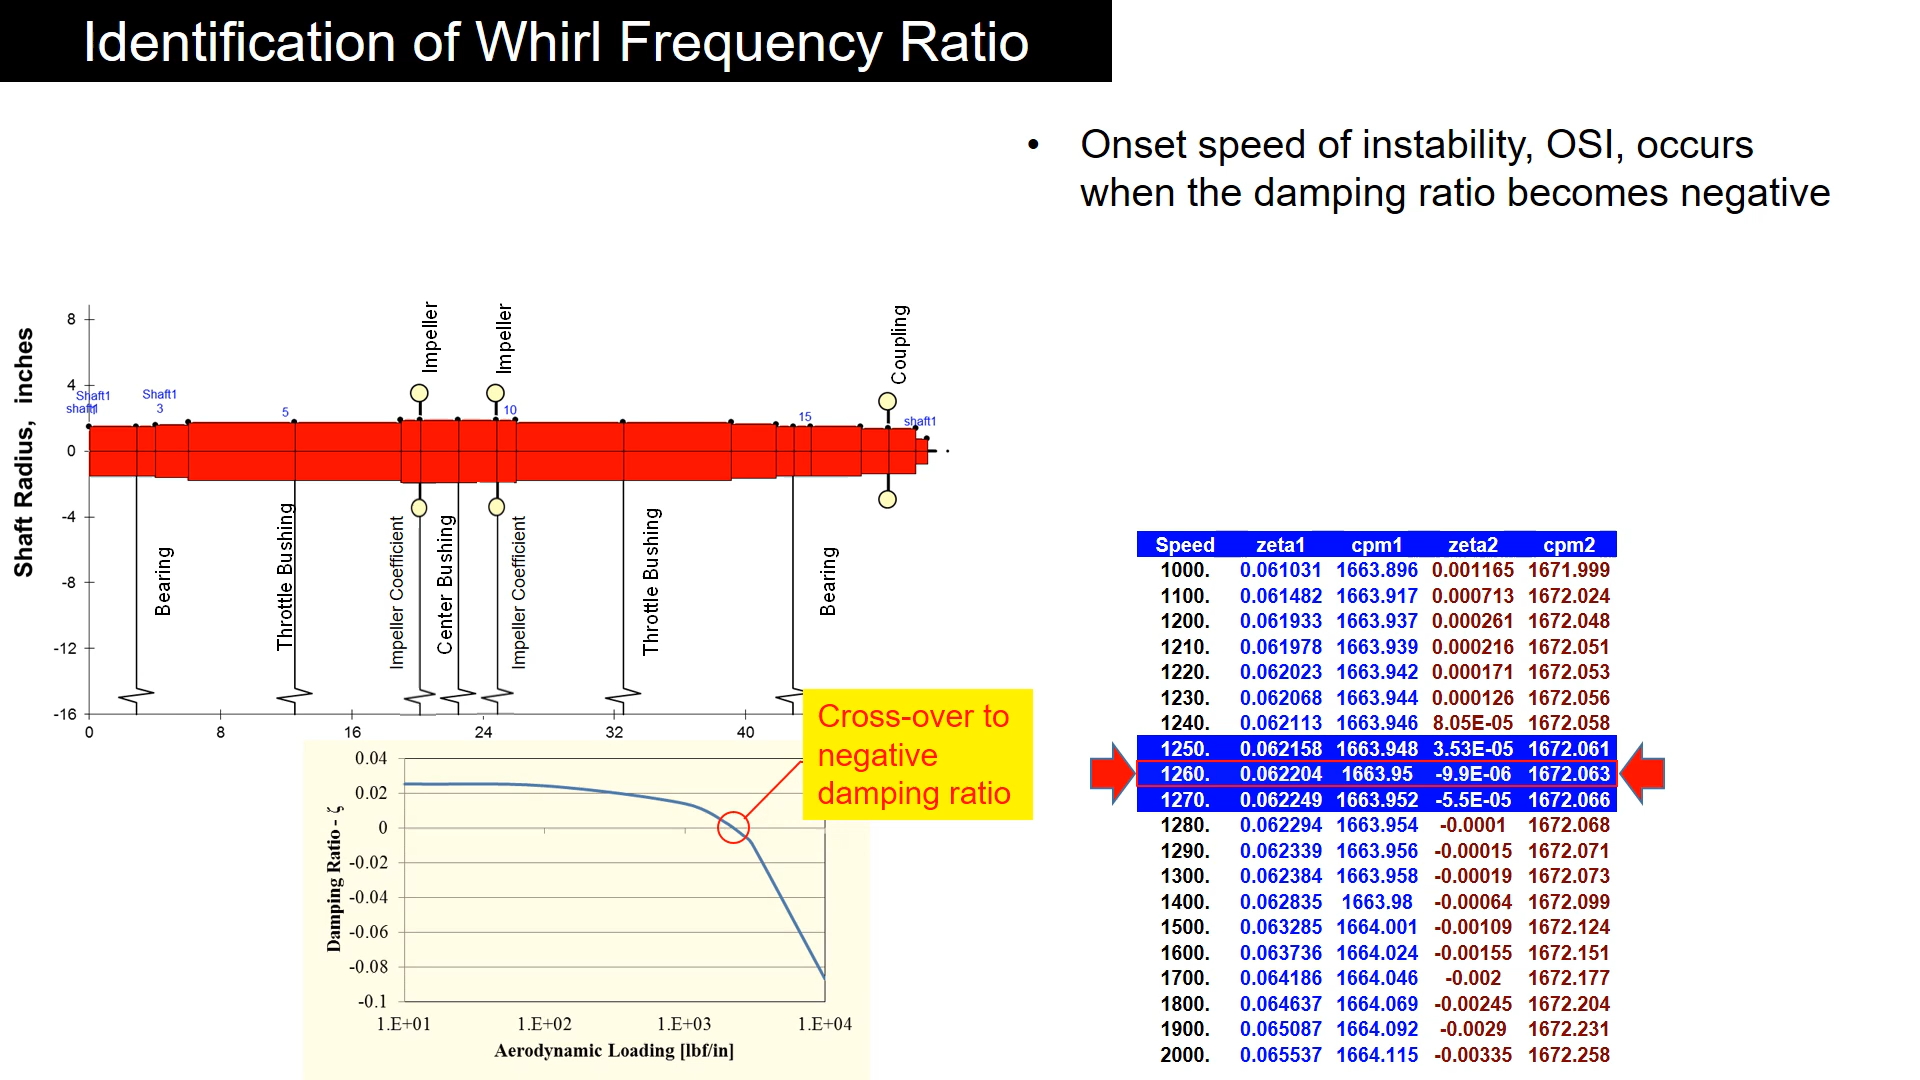 Identification of Whirl Frequency Ratio
• Onset speed of instability, OSI, occurs
when the damping ratio becomes negative
Shaft Radius, inches
8
4
0
-4
-8
-12
-16
0 8 16 24 32 40
Shaft1
shaft1
Shaft1
3
5
10
15
shaft1
Impeller
Impeller
Coupling
Bearing
Throttle Bushing
Impeller Coefficient
Center Bushing
Impeller Coefficient
Throttle Bushing
Bearing
Cross-over to
negative
damping ratio
Damping Ratio - ζ
0.04
0.02
0
-0.02
-0.04
-0.06
-0.08
-0.1
1.E+01 1.E+02 1.E+03 1.E+04
Aerodynamic Loading [lbf/in]
Speed zeta1 cpm1 zeta2 cpm2
1000. 0.061031 1663.896 0.001165 1671.999
1100. 0.061482 1663.917 0.000713 1672.024
1200. 0.061933 1663.937 0.000261 1672.048
1210. 0.061978 1663.939 0.000216 1672.051
1220. 0.062023 1663.942 0.000171 1672.053
1230. 0.062068 1663.944 0.000126 1672.056
1240. 0.062113 1663.946 8.05E-05 1672.058
1250. 0.062158 1663.948 3.53E-05 1672.061
1260. 0.062204 1663.95 -9.9E-06 1672.063
1270. 0.062249 1663.952 -5.5E-05 1672.066
1280. 0.062294 1663.954 -0.0001 1672.068
1290. 0.062339 1663.956 -0.00015 1672.071
1300. 0.062384 1663.958 -0.00019 1672.073
1400. 0.062835 1663.98 -0.00064 1672.099
1500. 0.063285 1664.001 -0.00109 1672.124
1600. 0.063736 1664.024 -0.00155 1672.151
1700. 0.064186 1664.046 -0.002 1672.177
1800. 0.064637 1664.069 -0.00245 1672.204
1900. 0.065087 1664.092 -0.0029 1672.231
2000. 0.065537 1664.115 -0.00335 1672.258